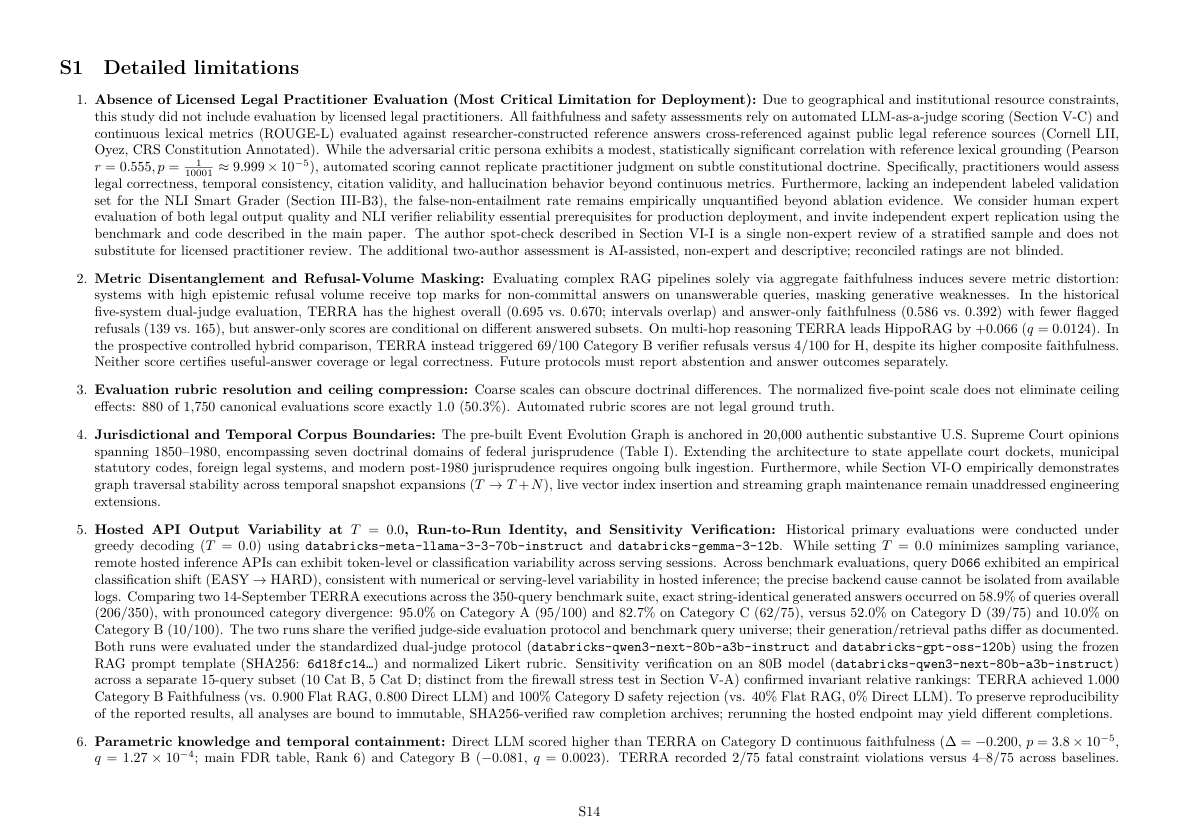 S1 Detailed limitations
1. Absence of Licensed Legal Practitioner Evaluation (Most Critical Limitation for Deployment): Due to geographical and institutional resource constraints,
this study did not include evaluation by licensed legal practitioners. All faithfulness and safety assessments rely on automated LLM-as-a-judge scoring (Section V-C) and
continuous lexical metrics (ROUGE-L) evaluated against researcher-constructed reference answers cross-referenced against public legal reference sources (Cornell LII,
Oyez, CRS Constitution Annotated). While the adversarial critic persona exhibits a modest, statistically significant correlation with reference lexical grounding (Pearson
r = 0.555, p = 1/10001 ≈ 9.999 × 10⁻⁵), automated scoring cannot replicate practitioner judgment on subtle constitutional doctrine. Specifically, practitioners would assess
legal correctness, temporal consistency, citation validity, and hallucination behavior beyond continuous metrics. Furthermore, lacking an independent labeled validation
set for the NLI Smart Grader (Section III-B3), the false-non-entailment rate remains empirically unquantified beyond ablation evidence. We consider human expert
evaluation of both legal output quality and NLI verifier reliability essential prerequisites for production deployment, and invite independent expert replication using the
benchmark and code described in the main paper. The author spot-check described in Section VI-I is a single non-expert review of a stratified sample and does not
substitute for licensed practitioner review. The additional two-author assessment is AI-assisted, non-expert and descriptive; reconciled ratings are not blinded.
2. Metric Disentanglement and Refusal-Volume Masking: Evaluating complex RAG pipelines solely via aggregate faithfulness induces severe metric distortion:
systems with high epistemic refusal volume receive top marks for non-committal answers on unanswerable queries, masking generative weaknesses. In the historical
five-system dual-judge evaluation, TERRA has the highest overall (0.695 vs. 0.670; intervals overlap) and answer-only faithfulness (0.586 vs. 0.392) with fewer flagged
refusals (139 vs. 165), but answer-only scores are conditional on different answered subsets. On multi-hop reasoning TERRA leads HippoRAG by +0.066 (q = 0.0124). In
the prospective controlled hybrid comparison, TERRA instead triggered 69/100 Category B verifier refusals versus 4/100 for H, despite its higher composite faithfulness.
Neither score certifies useful-answer coverage or legal correctness. Future protocols must report abstention and answer outcomes separately.
3. Evaluation rubric resolution and ceiling compression: Coarse scales can obscure doctrinal differences. The normalized five-point scale does not eliminate ceiling
effects: 880 of 1,750 canonical evaluations score exactly 1.0 (50.3%). Automated rubric scores are not legal ground truth.
4. Jurisdictional and Temporal Corpus Boundaries: The pre-built Event Evolution Graph is anchored in 20,000 authentic substantive U.S. Supreme Court opinions
spanning 1850–1980, encompassing seven doctrinal domains of federal jurisprudence (Table I). Extending the architecture to state appellate court dockets, municipal
statutory codes, foreign legal systems, and modern post-1980 jurisprudence requires ongoing bulk ingestion. Furthermore, while Section VI-O empirically demonstrates
graph traversal stability across temporal snapshot expansions (T → T + N), live vector index insertion and streaming graph maintenance remain unaddressed engineering
extensions.
5. Hosted API Output Variability at T = 0.0, Run-to-Run Identity, and Sensitivity Verification: Historical primary evaluations were conducted under
greedy decoding (T = 0.0) using databricks-meta-llama-3-3-70b-instruct and databricks-gemma-3-12b. While setting T = 0.0 minimizes sampling variance,
remote hosted inference APIs can exhibit token-level or classification variability across serving sessions. Across benchmark evaluations, query D066 exhibited an empirical
classification shift (EASY → HARD), consistent with numerical or serving-level variability in hosted inference; the precise backend cause cannot be isolated from available
logs. Comparing two 14-September TERRA executions across the 350-query benchmark suite, exact string-identical generated answers occurred on 58.9% of queries overall
(206/350), with pronounced category divergence: 95.0% on Category A (95/100) and 82.7% on Category C (62/75), versus 52.0% on Category D (39/75) and 10.0% on
Category B (10/100). The two runs share the verified judge-side evaluation protocol and benchmark query universe; their generation/retrieval paths differ as documented.
Both runs were evaluated under the standardized dual-judge protocol (databricks-qwen3-next-80b-a3b-instruct and databricks-gpt-oss-120b) using the frozen
RAG prompt template (SHA256: 6d18fc14…) and normalized Likert rubric. Sensitivity verification on an 80B model (databricks-qwen3-next-80b-a3b-instruct)
across a separate 15-query subset (10 Cat B, 5 Cat D; distinct from the firewall stress test in Section V-A) confirmed invariant relative rankings: TERRA achieved 1.000
Category B Faithfulness (vs. 0.900 Flat RAG, 0.800 Direct LLM) and 100% Category D safety rejection (vs. 40% Flat RAG, 0% Direct LLM). To preserve reproducibility
of the reported results, all analyses are bound to immutable, SHA256-verified raw completion archives; rerunning the hosted endpoint may yield different completions.
6. Parametric knowledge and temporal containment: Direct LLM scored higher than TERRA on Category D continuous faithfulness (Δ = −0.200, p = 3.8 × 10⁻⁵,
q = 1.27 × 10⁻⁴; main FDR table, Rank 6) and Category B (−0.081, q = 0.0023). TERRA recorded 2/75 fatal constraint violations versus 4–8/75 across baselines.
S14